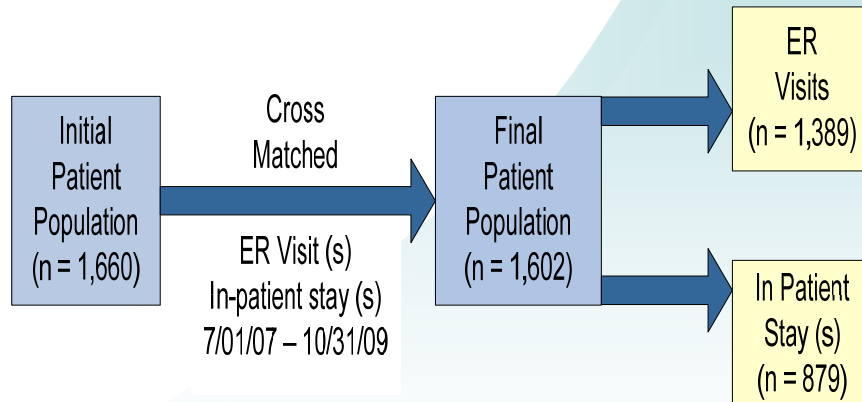 Initial
Patient
Population
(n = 1,660)
Cross
Matched
ER Visit (s)
In-patient stay (s)
7/01/07 – 10/31/09
Final
Patient
Population
(n = 1,602)
ER
Visits
(n = 1,389)
In Patient
Stay (s)
(n = 879)